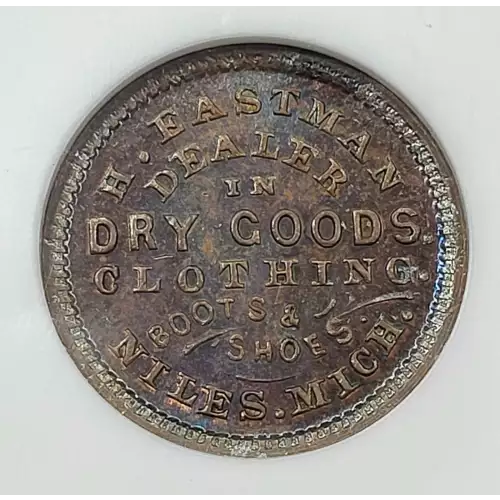 H. EASTMAN
DEALER
IN
DRY GOODS.
CLOTHING.
BOOTS &
SHOES.
NILES. MICH.